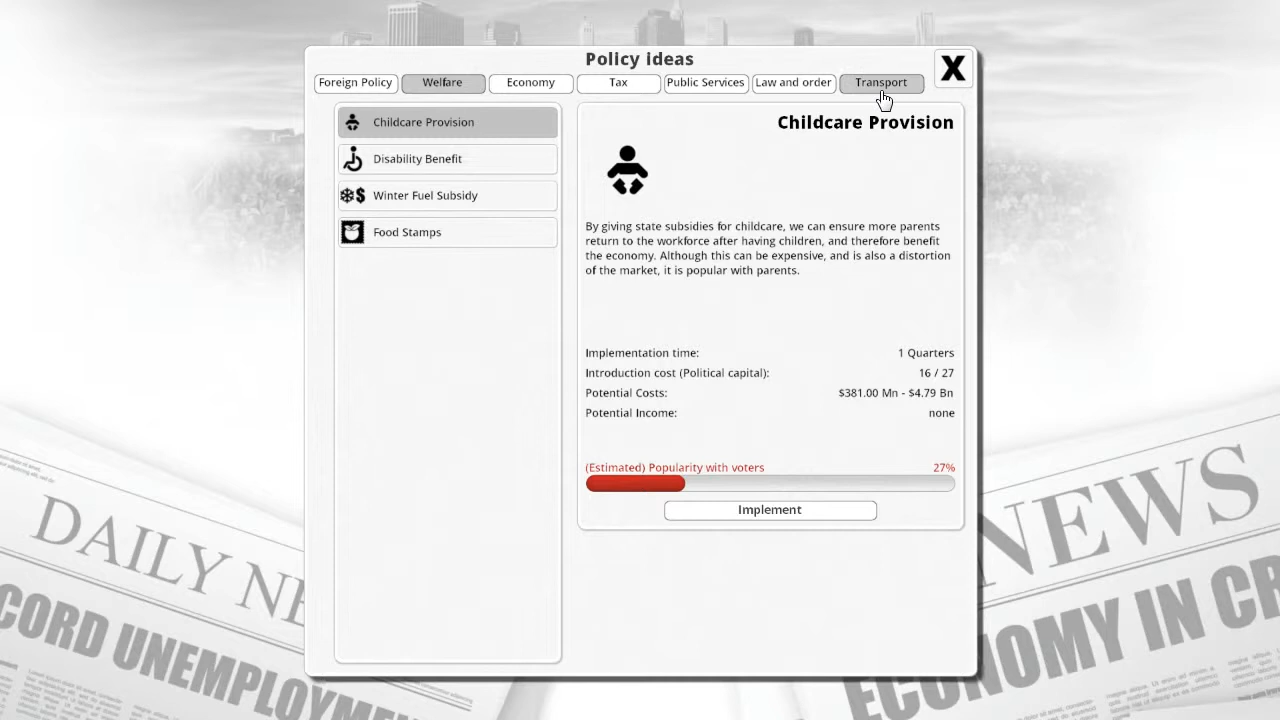 Policy ideas
X
Foreign Policy
Welfare
Economy
Tax
Public Services
Law and order
Transport
Childcare Provision
Disability Benefit
Winter Fuel Subsidy
Food Stamps
Childcare Provision
By giving state subsidies for childcare, we can ensure more parents
return to the workforce after having children, and therefore benefit
the economy. Although this can be expensive, and is also a distortion
of the market, it is popular with parents.
Implementation time: 1 Quarters
Introduction cost (Political capital): 16 / 27
Potential Costs: $381.00 Mn - $4.79 Bn
Potential Income: none
(Estimated) Popularity with voters 27%
Implement
DAILY NE
CORD UNEMPLOYM
NEWS
ECONOMY IN CR